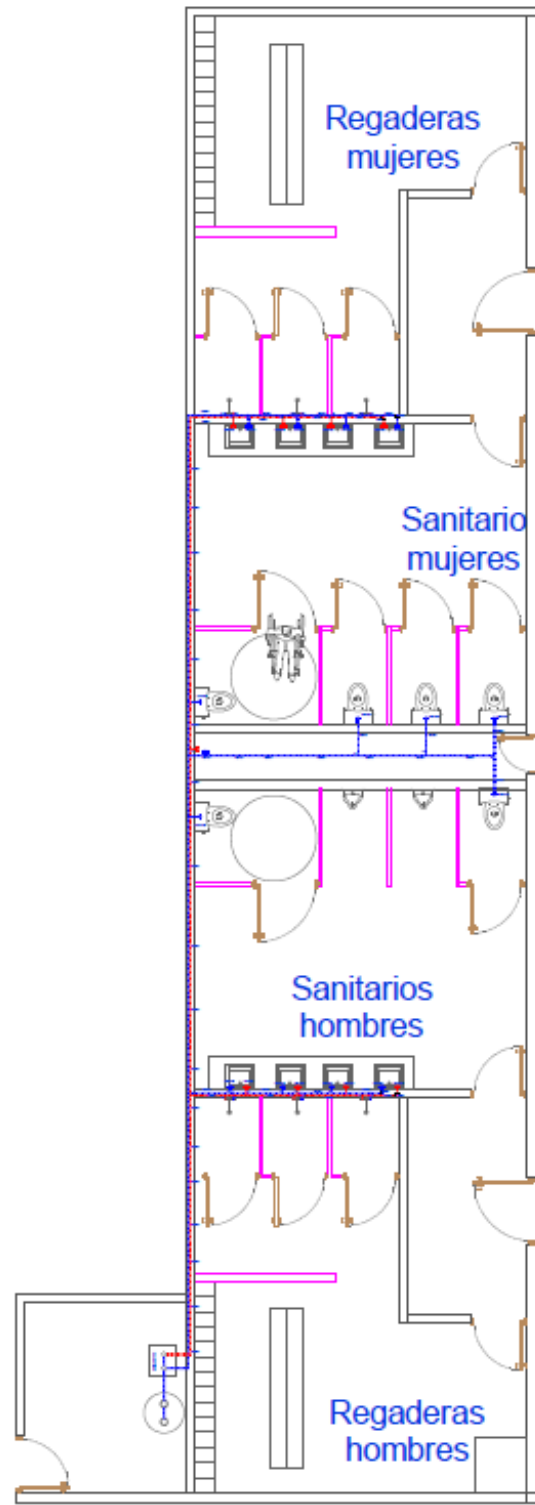 Regaderas
mujeres
Sanitario
mujeres
Sanitarios
hombres
Regaderas
hombres